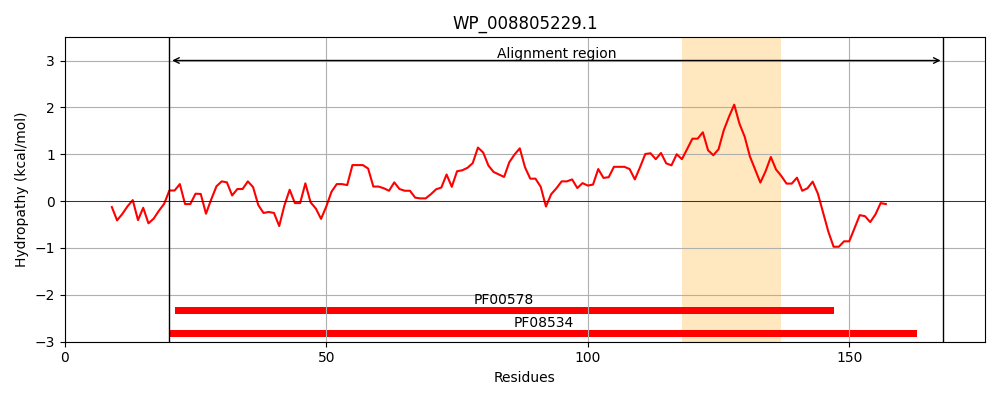 WP_008805229.1
Alignment region
Hydropathy (kcal/mol)
3
2
1
0
−1
−2
−3
PF00578
PF08534
0
50
100
150
Residues